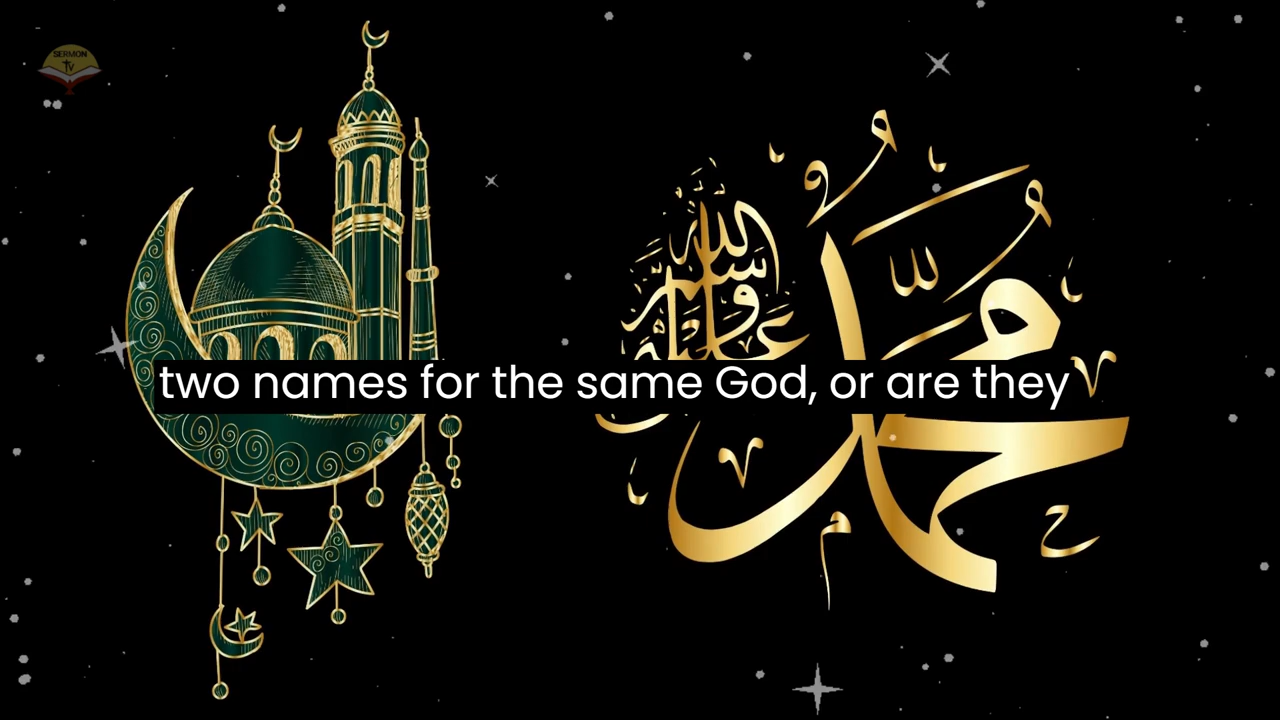 SERMON
TV
محمد
صلى الله عليه وسلم
two names for the same God, or are they